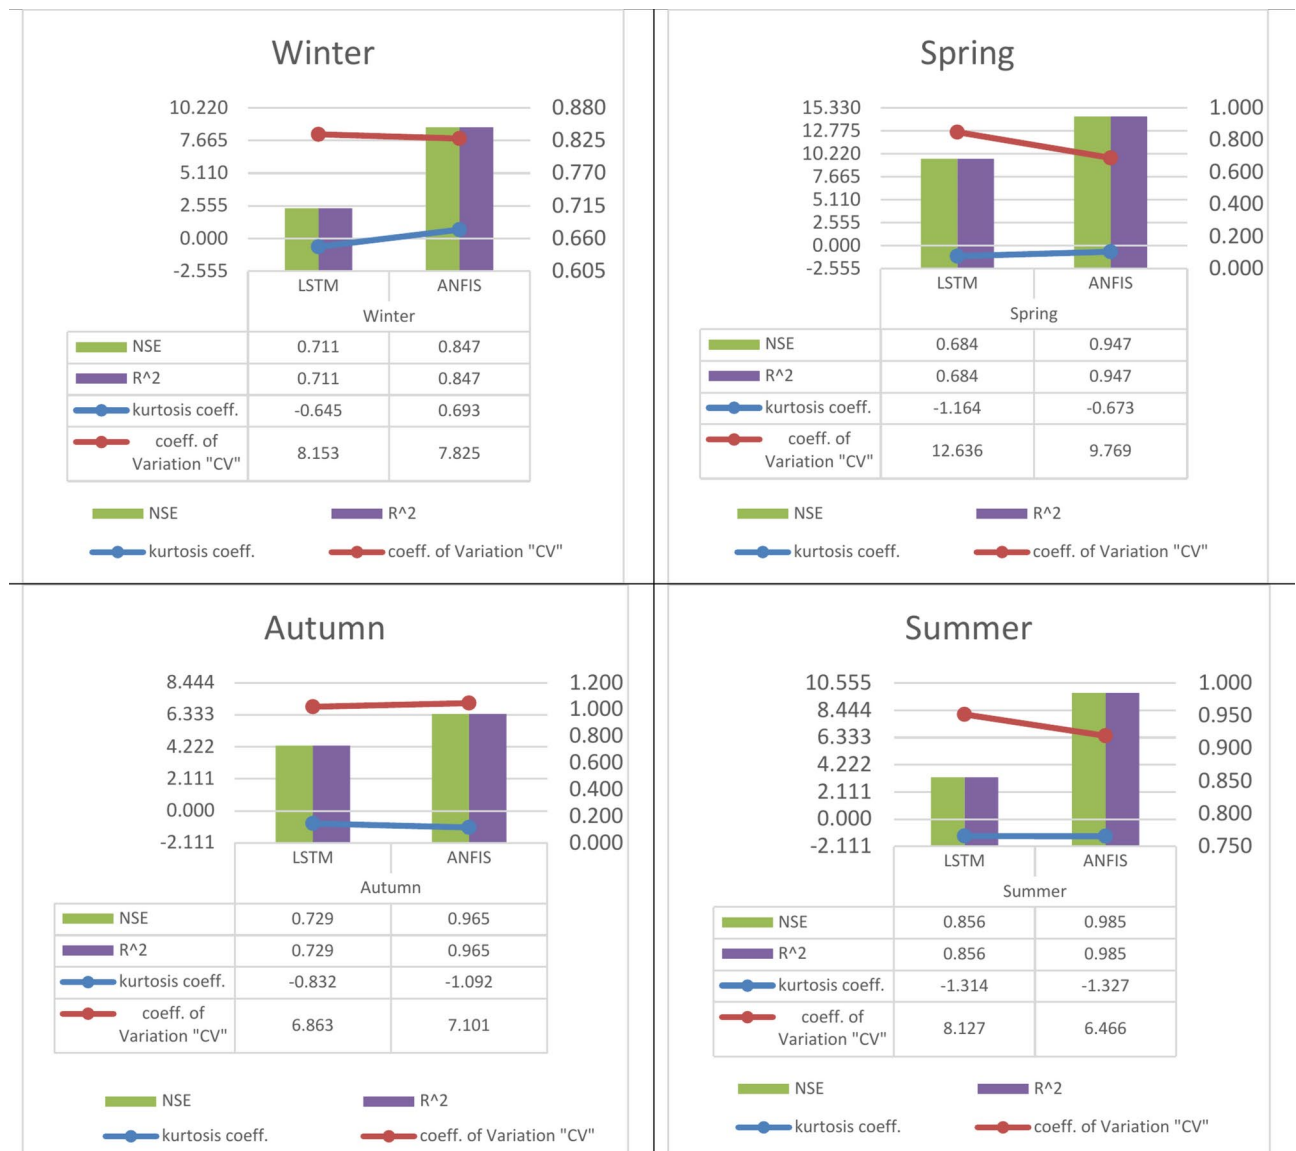 Winter
10.220
7.665
5.110
2.555
0.000
-2.555
0.880
0.825
0.770
0.715
0.660
0.605
LSTM ANFIS
Winter
NSE 0.711 0.847
R^2 0.711 0.847
kurtosis coeff. -0.645 0.693
coeff. of
Variation "CV" 8.153 7.825
NSE R^2
kurtosis coeff. coeff. of Variation "CV"
Spring
15.330
12.775
10.220
7.665
5.110
2.555
0.000
-2.555
1.000
0.800
0.600
0.400
0.200
0.000
LSTM ANFIS
Spring
NSE 0.684 0.947
R^2 0.684 0.947
kurtosis coeff. -1.164 -0.673
coeff. of
Variation "CV" 12.636 9.769
NSE R^2
kurtosis coeff. coeff. of Variation "CV"
Autumn
8.444
6.333
4.222
2.111
0.000
-2.111
1.200
1.000
0.800
0.600
0.400
0.200
0.000
LSTM ANFIS
Autumn
NSE 0.729 0.965
R^2 0.729 0.965
kurtosis coeff. -0.832 -1.092
coeff. of
Variation "CV" 6.863 7.101
NSE R^2
kurtosis coeff. coeff. of Variation "CV"
Summer
10.555
8.444
6.333
4.222
2.111
0.000
-2.111
1.000
0.950
0.900
0.850
0.800
0.750
LSTM ANFIS
Summer
NSE 0.856 0.985
R^2 0.856 0.985
kurtosis coeff. -1.314 -1.327
coeff. of
Variation "CV" 8.127 6.466
NSE R^2
kurtosis coeff. coeff. of Variation "CV"